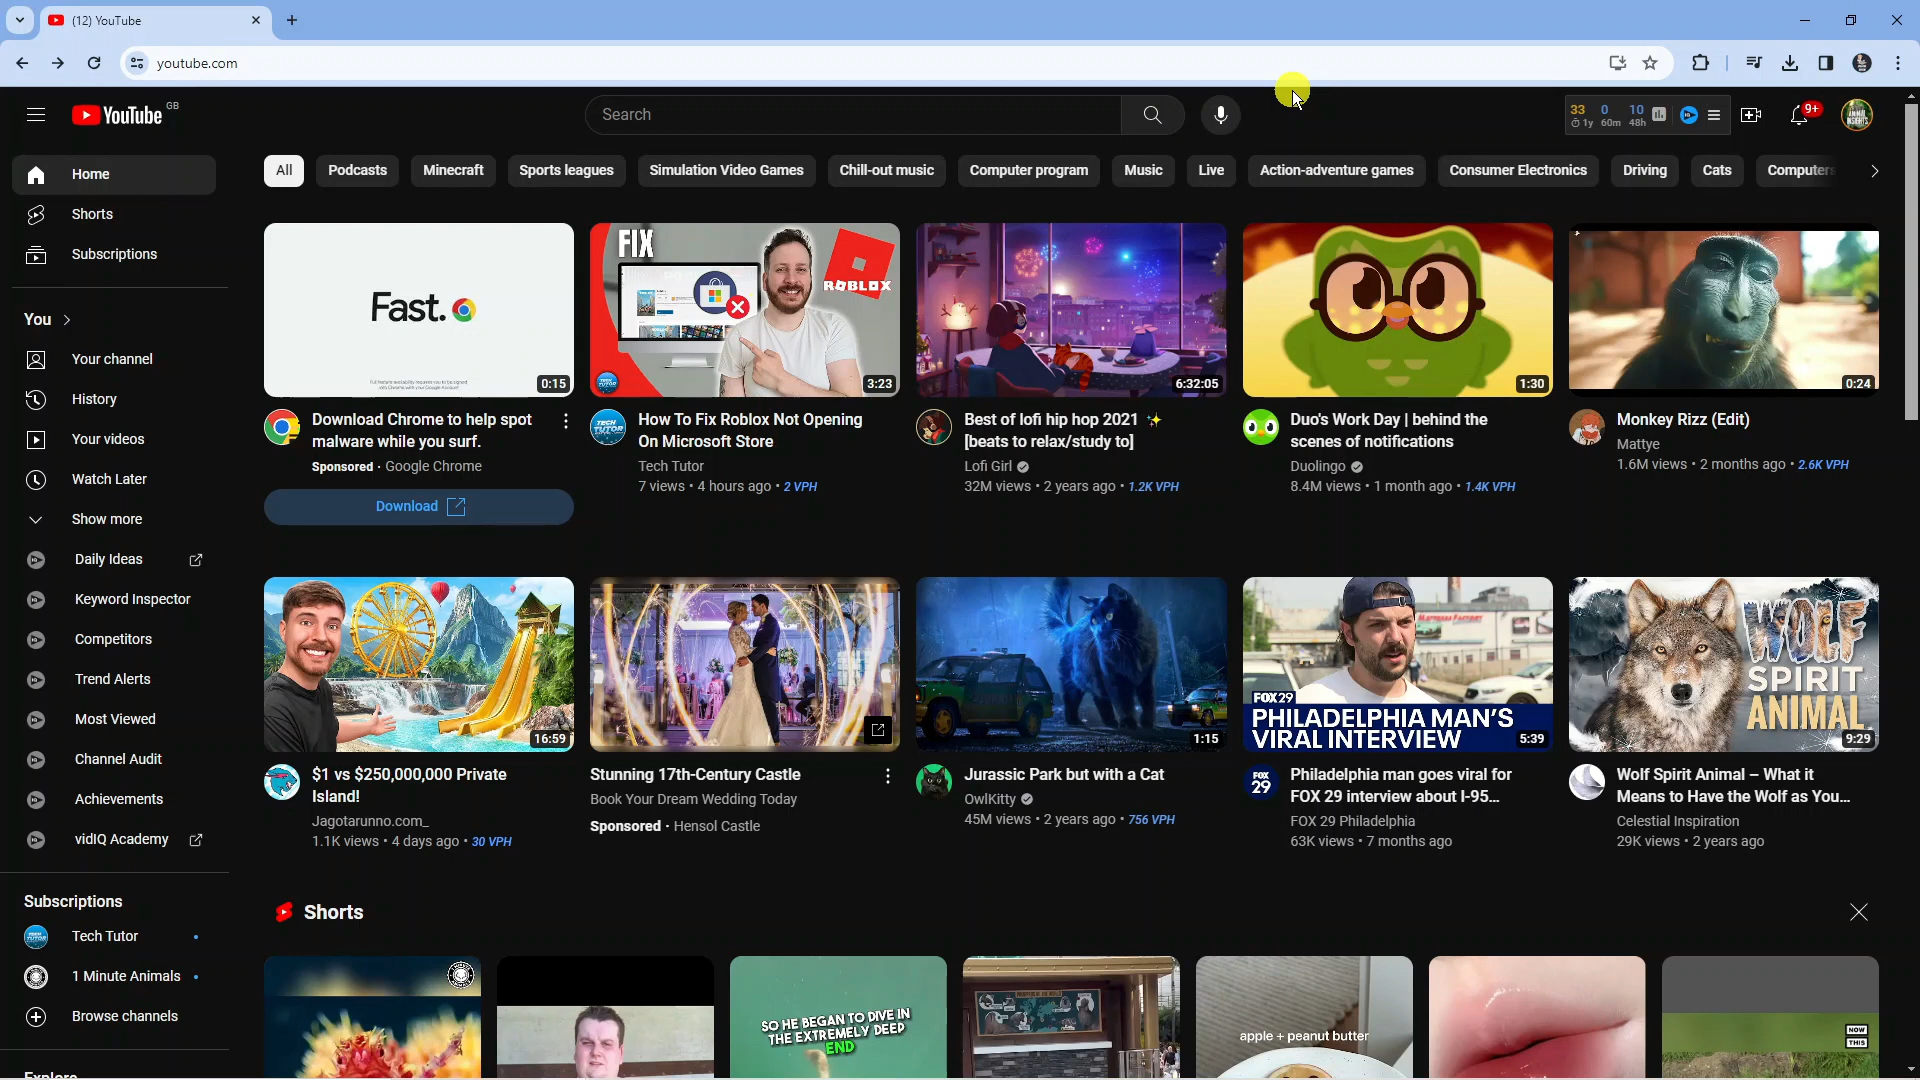 (12) YouTube
youtube.com
YouTube GB
Search
33 0 10
1y 60m 48h
9+
Home
Shorts
Subscriptions
You
Your channel
History
Your videos
Watch Later
Show more
Daily Ideas
Keyword Inspector
Competitors
Trend Alerts
Most Viewed
Channel Audit
Achievements
vidIQ Academy
Subscriptions
Tech Tutor
1 Minute Animals
Browse channels
Explore
All Podcasts Minecraft Sports leagues Simulation Video Games Chill-out music Computer program Music Live Action-adventure games Consumer Electronics Driving Cats Computers
Fast.
0:15
Download Chrome to help spot
malware while you surf.
Sponsored · Google Chrome
Download
FIX
ROBLOX
TECH TUTOR
3:23
How To Fix Roblox Not Opening
On Microsoft Store
Tech Tutor
7 views • 4 hours ago • 2 VPH
6:32:05
Best of lofi hip hop 2021 ✨
[beats to relax/study to]
Lofi Girl
32M views • 2 years ago • 1.2K VPH
1:30
Duo's Work Day | behind the
scenes of notifications
Duolingo
8.4M views • 1 month ago • 1.4K VPH
0:24
Monkey Rizz (Edit)
Mattye
1.6M views • 2 months ago • 2.6K VPH
16:59
$1 vs $250,000,000 Private
Island!
Jagotarunno.com_
1.1K views • 4 days ago • 30 VPH
Stunning 17th-Century Castle
Book Your Dream Wedding Today
Sponsored · Hensol Castle
1:15
Jurassic Park but with a Cat
OwlKitty
45M views • 2 years ago • 756 VPH
FOX 29
PHILADELPHIA MAN'S
VIRAL INTERVIEW
5:39
FOX 29
Philadelphia man goes viral for
FOX 29 interview about I-95...
FOX 29 Philadelphia
63K views • 7 months ago
WOLF
SPIRIT
ANIMAL
9:29
Wolf Spirit Animal – What it
Means to Have the Wolf as You...
Celestial Inspiration
29K views • 2 years ago
Shorts
SO HE BEGAN TO DIVE IN
THE EXTREMELY DEEP
END
apple + peanut butter
NOW
THIS